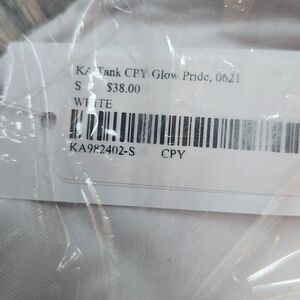 KA Tank CPY Glow Pride, 0621
S $38.00
WHITE
KA982402-S CPY